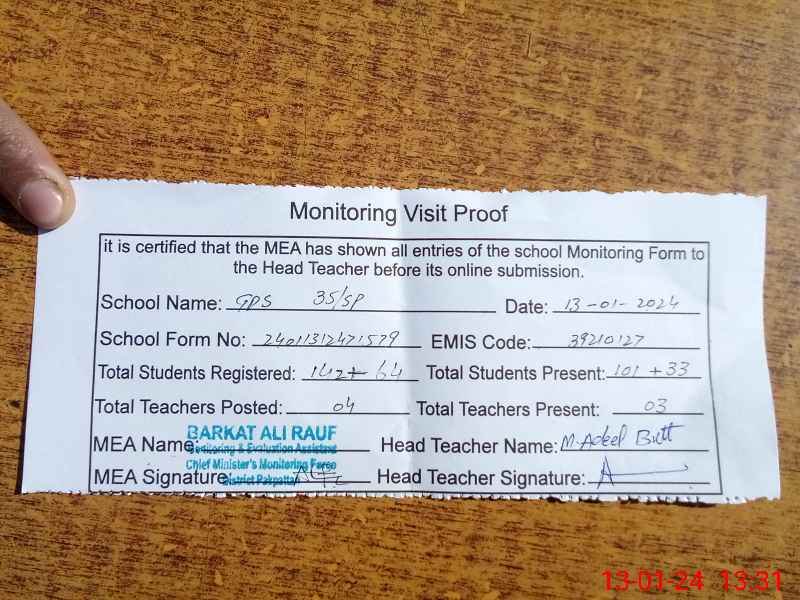 Monitoring Visit Proof
it is certified that the MEA has shown all entries of the school Monitoring Form to
the Head Teacher before its online submission.
School Name: GPS 35/SP Date: 13-01-2024
School Form No: 24011312471579 EMIS Code: 39210127
Total Students Registered: 142+ 64 Total Students Present: 101 + 33
Total Teachers Posted: 04 Total Teachers Present: 03
BARKAT ALI RAUF
MEA Name: Monitoring & Evaluation Assistant Head Teacher Name: M. Adeel Butt
Chief Minister's Monitoring Force
MEA Signature: District Pakpattan Head Teacher Signature:
13-01-24 13:31